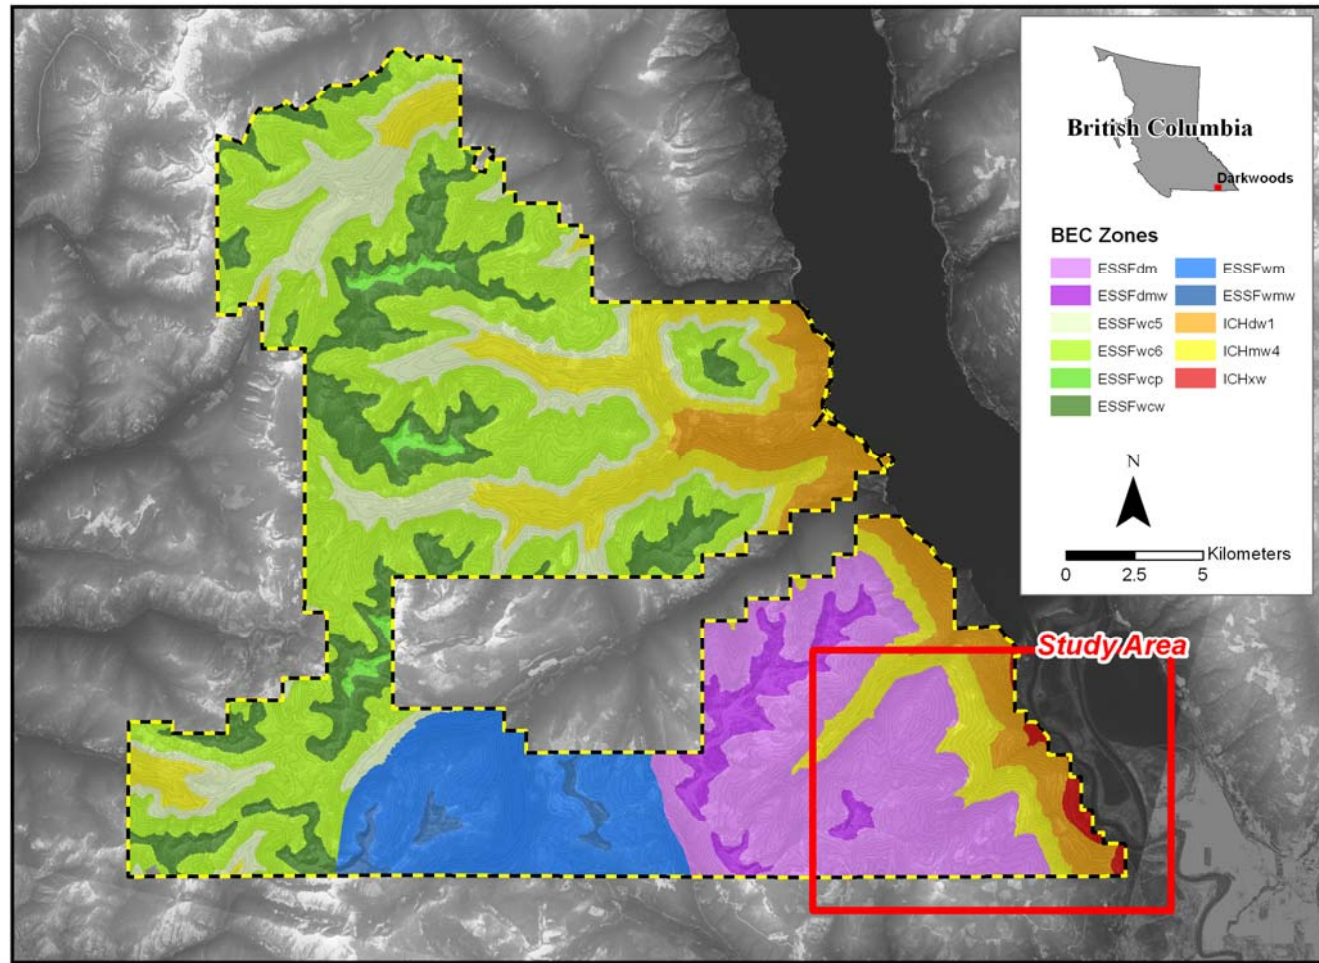 British Columbia
Darkwoods
BEC Zones
ESSFdm
ESSFwm
ESSFdmw
ESSFwmw
ESSFwc5
ICHdw1
ESSFwc6
ICHmw4
ESSFwcp
ICHxw
ESSFwcw
N
Kilometers
0 2.5 5
Study Area